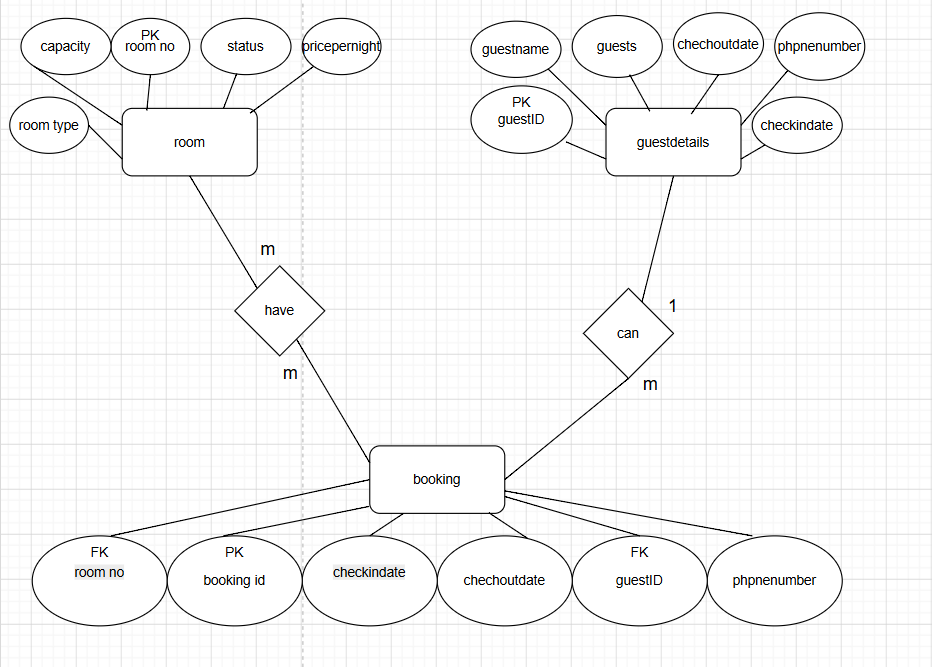 capacity
PK
room no
status
pricepernight
room type
room
guestname
guests
chechoutdate
phpnenumber
PK
guestID
guestdetails
checkindate
m
have
m
1
can
m
booking
FK
room no
PK
booking id
checkindate
chechoutdate
FK
guestID
phpnenumber